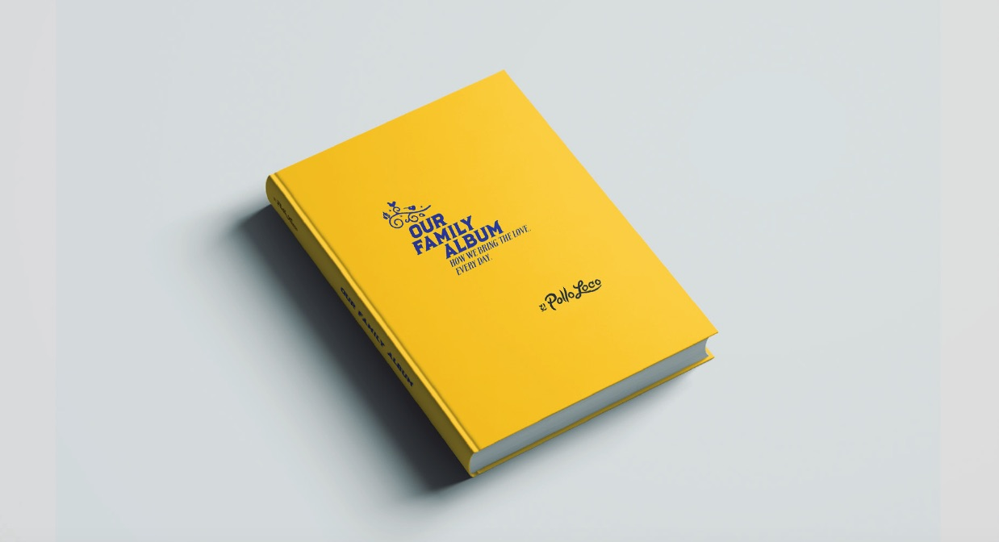 OUR
FAMILY
ALBUM
HOW WE BRING THE LOVE.
EVERY DAY.
El Pollo Loco
OUR FAMILY ALBUM